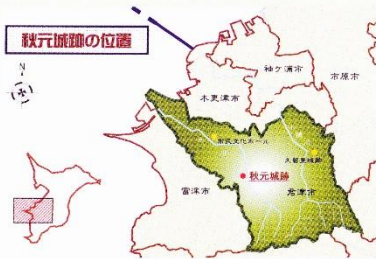 秋元城跡の位置
N
袖ケ浦市
市原市
木更津市
市民文化ホール
久留里城跡
秋元城跡
富津市
君津市